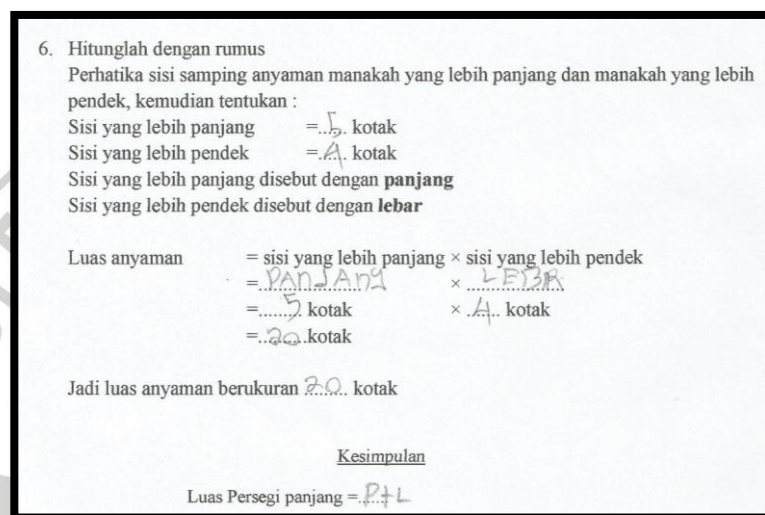 6. Hitunglah dengan rumus
Perhatika sisi samping anyaman manakah yang lebih panjang dan manakah yang lebih
pendek, kemudian tentukan :
Sisi yang lebih panjang =..5.. kotak
Sisi yang lebih pendek =.4.. kotak
Sisi yang lebih panjang disebut dengan panjang
Sisi yang lebih pendek disebut dengan lebar
Luas anyaman = sisi yang lebih panjang × sisi yang lebih pendek
=PANJANG × LEBR
=......5 kotak × .4.. kotak
=..20..kotak
Jadi luas anyaman berukuran 20.. kotak
Kesimpulan
Luas Persegi panjang =.P+L